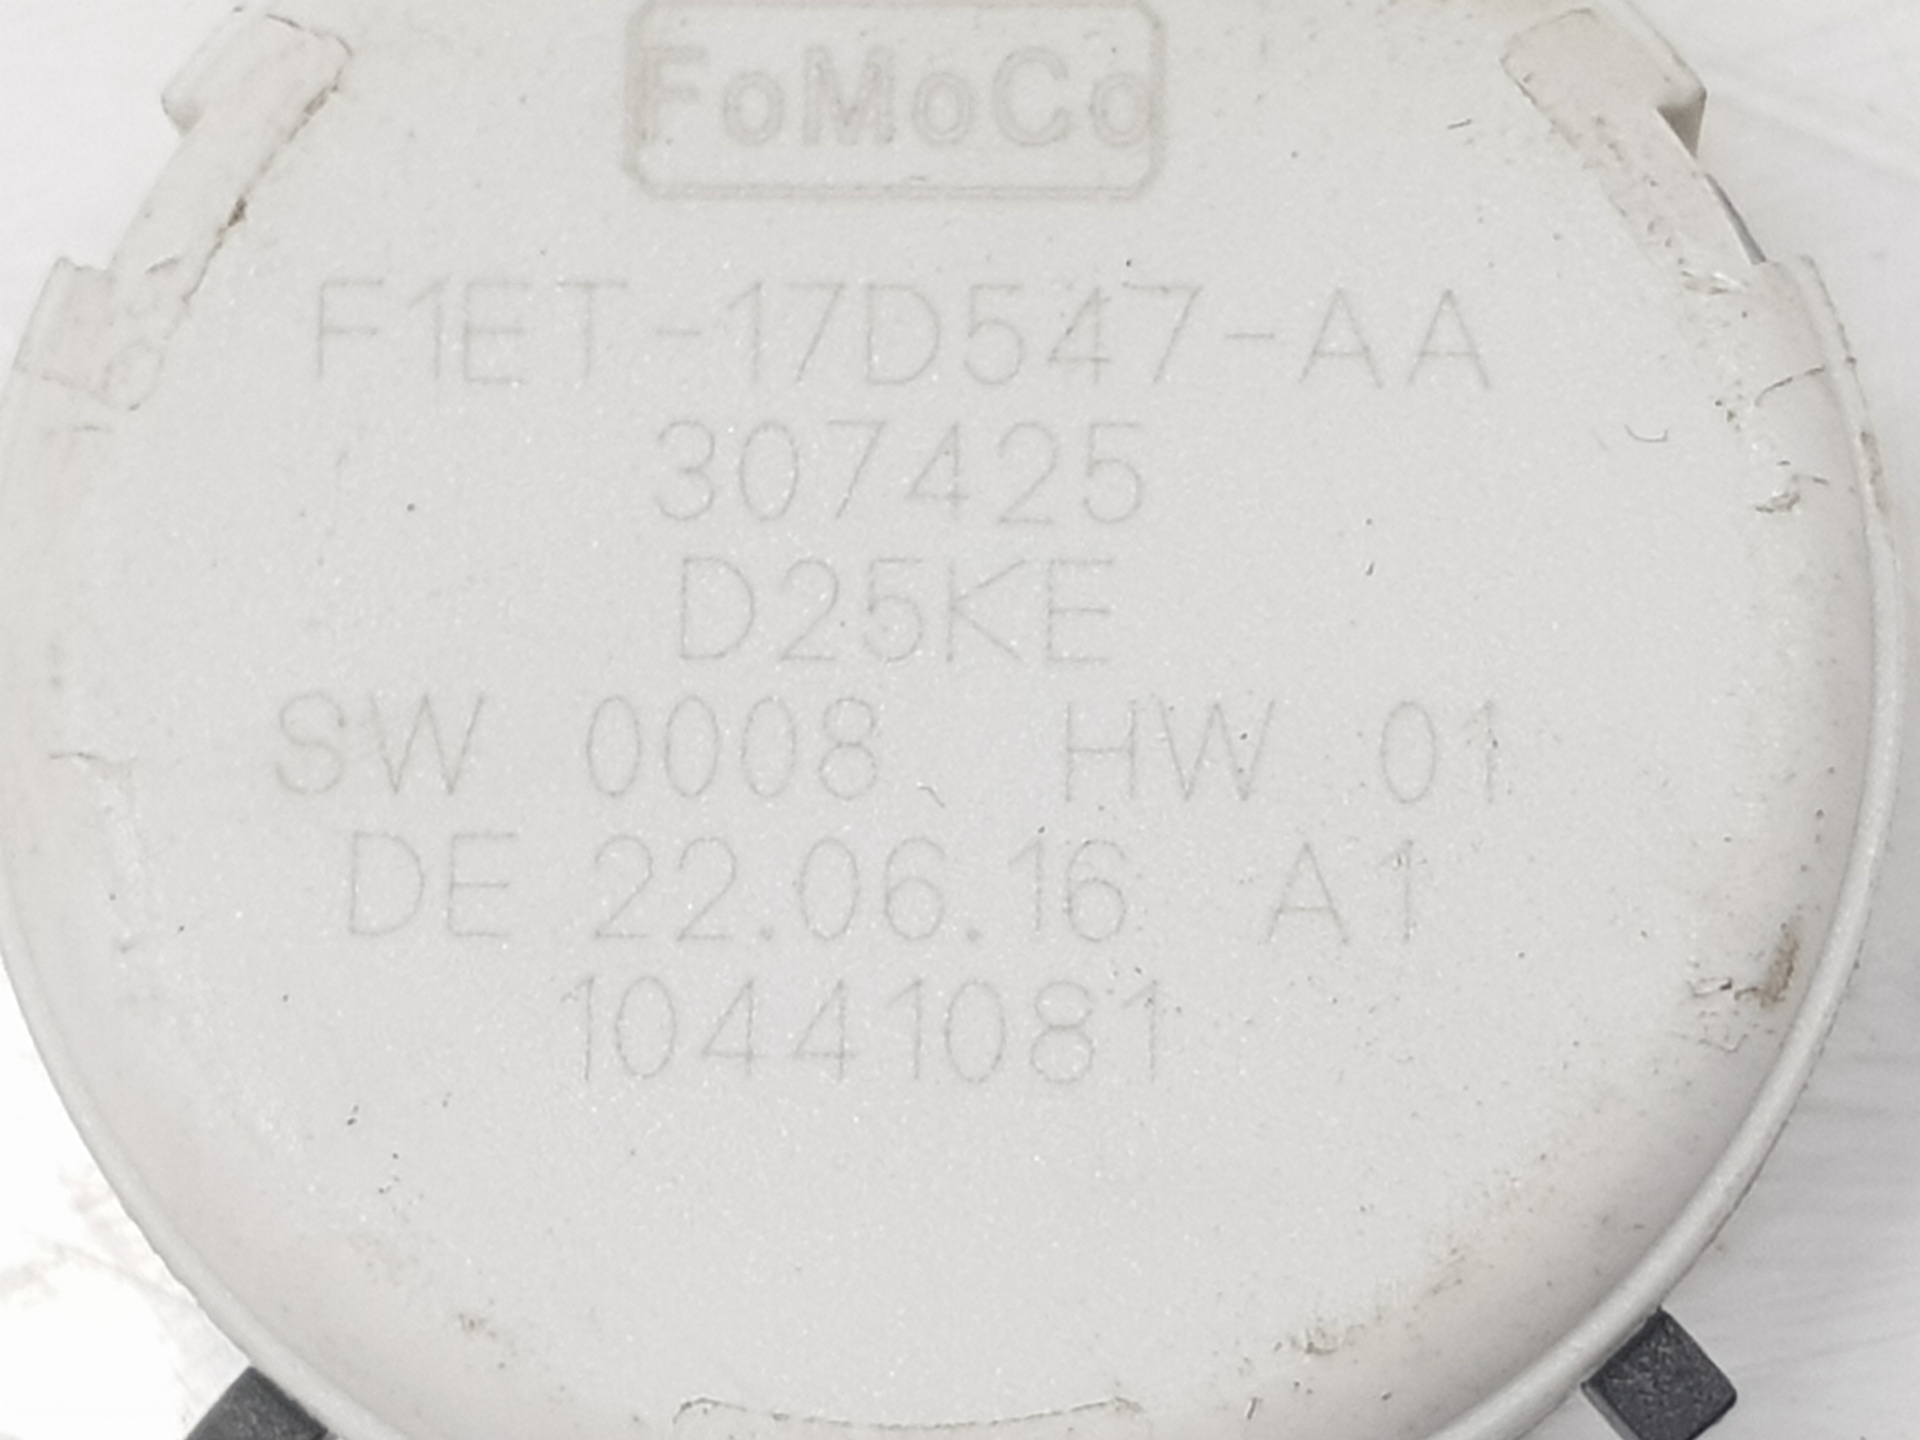 FoMoCo
F1ET-17D547-AA
307425
D25KE
SW 0008 HW 01
DE 22.06.16 A1
10441081